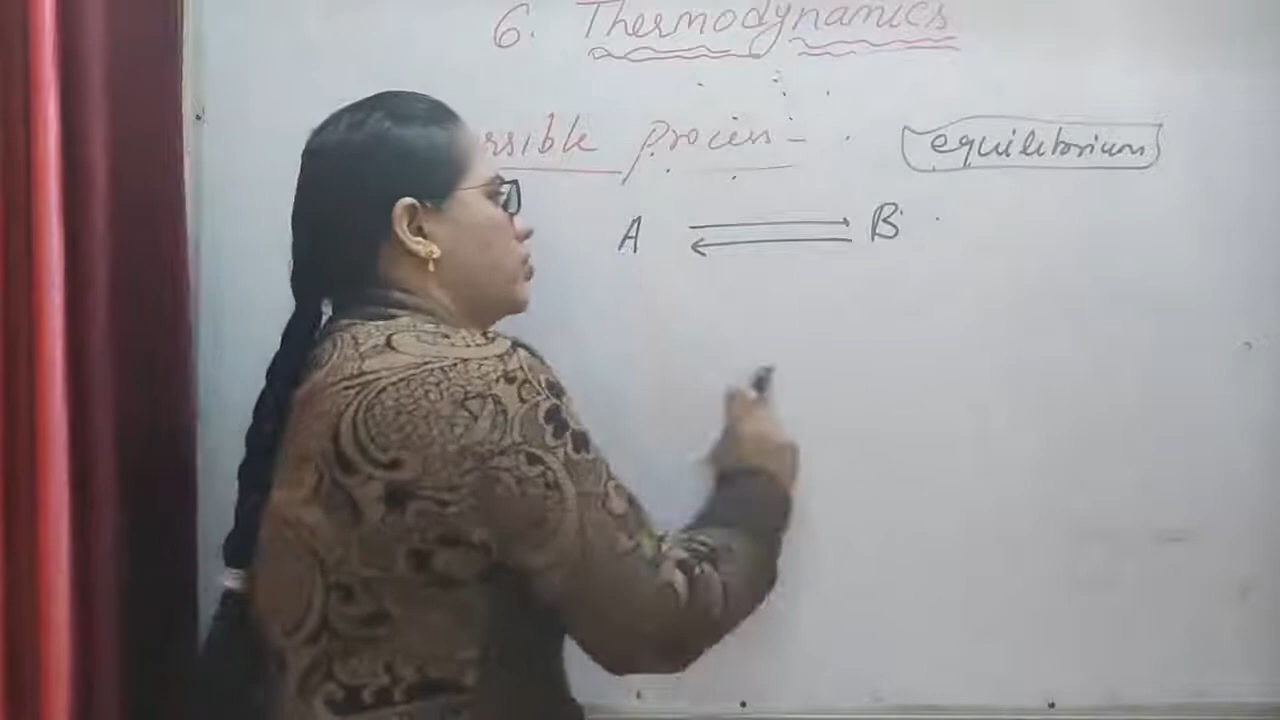 6. Thermodynamics
rsible process-
equilibrium
A ⇌ B